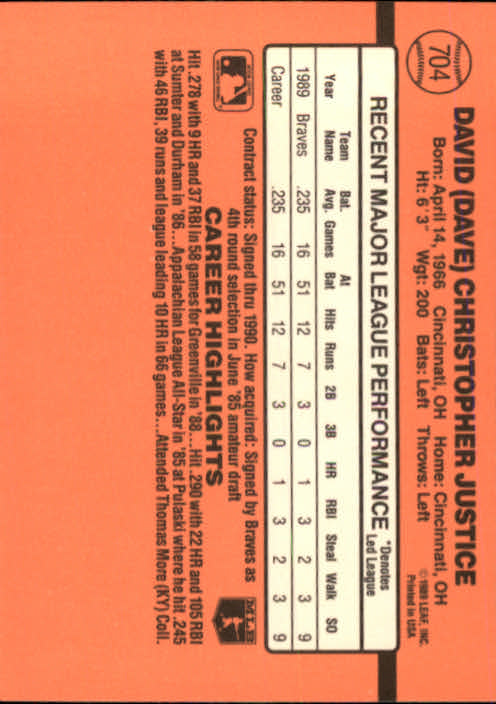 704
DAVID (DAVE) CHRISTOPHER JUSTICE
Born: April 14, 1966 Cincinnati, OH Home: Cincinnati, OH
Ht: 6' 3" Wgt: 200 Bats: Left Throws: Left
© 1989 LEAF, INC.
Printed in USA
RECENT MAJOR LEAGUE PERFORMANCE *Denotes Led League
Year Team Name Bat. Avg. Games At Bat Hits Runs 2B 3B HR RBI Steal Walk SO
1989 Braves .235 16 51 12 7 3 0 1 3 2 3 9
Career .235 16 51 12 7 3 0 1 3 2 3 9
Contract status: Signed thru 1990. How acquired: Signed by Braves as
4th round selection in June '85 amateur draft
MLB
CAREER HIGHLIGHTS
Hit .278 with 9 HR and 37 RBI in 58 games for Greenville in '88...Hit .290 with 22 HR and 105 RBI
at Sumter and Durham in '86...Appalachian League All-Star in '85 at Pulaski where he hit .245
with 46 RBI, 39 runs and league leading 10 HR in 66 games...Attended Thomas More (KY) Coll.